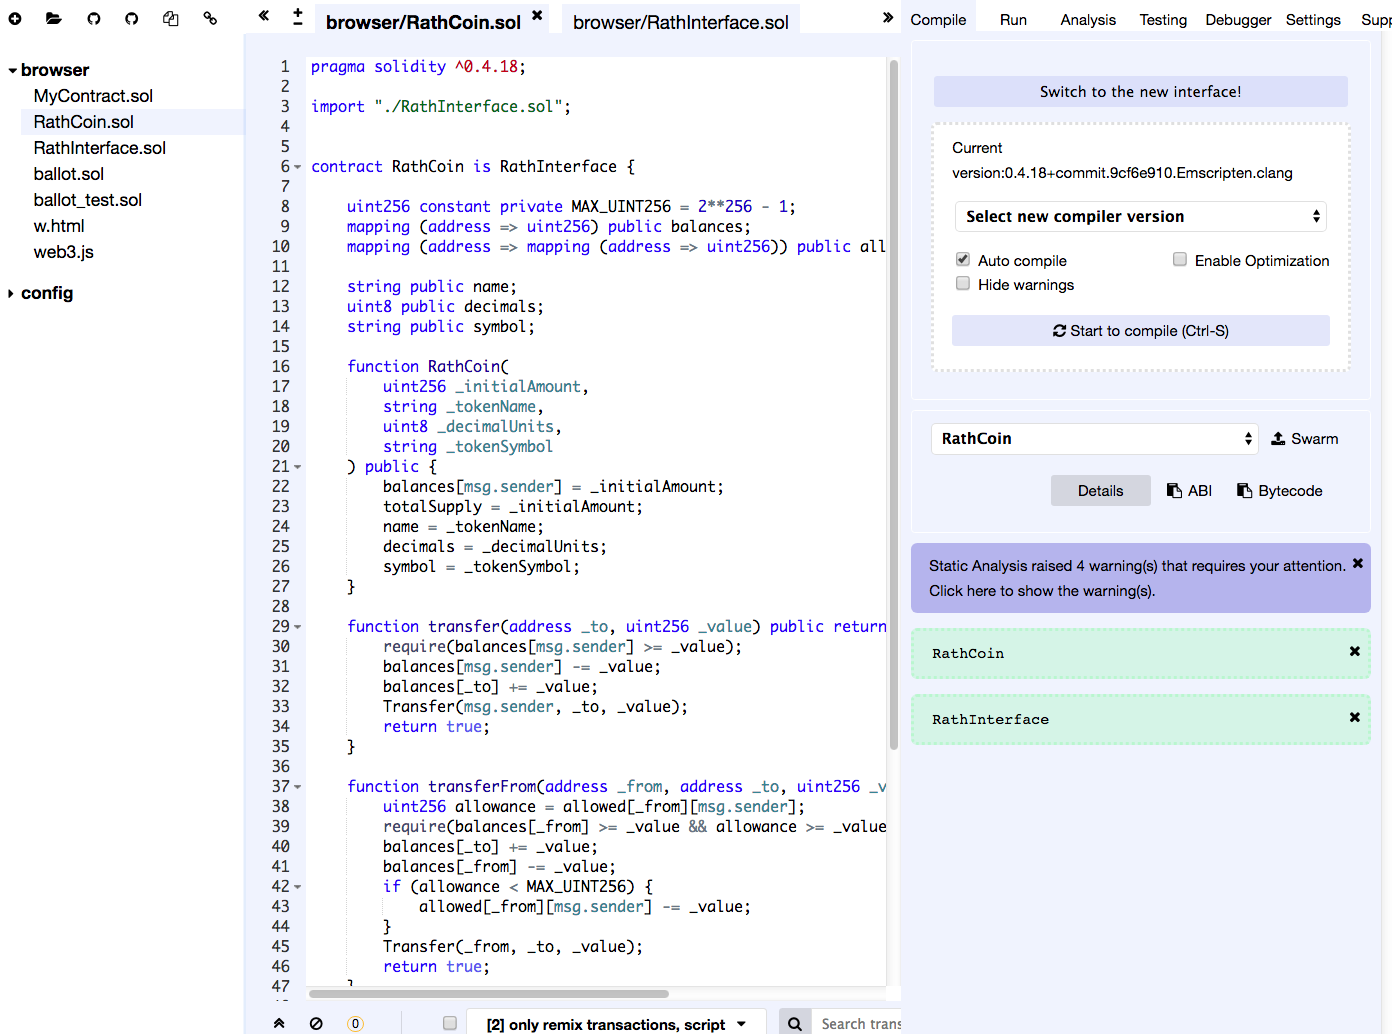 browser
MyContract.sol
RathCoin.sol
RathInterface.sol
ballot.sol
ballot_test.sol
w.html
web3.js
config
browser/RathCoin.sol
browser/RathInterface.sol
1 pragma solidity ^0.4.18;
2
3 import "./RathInterface.sol";
4
5
6 contract RathCoin is RathInterface {
7
8 uint256 constant private MAX_UINT256 = 2**256 - 1;
9 mapping (address => uint256) public balances;
10 mapping (address => mapping (address => uint256)) public all
11
12 string public name;
13 uint8 public decimals;
14 string public symbol;
15
16 function RathCoin(
17 uint256 _initialAmount,
18 string _tokenName,
19 uint8 _decimalUnits,
20 string _tokenSymbol
21 ) public {
22 balances[msg.sender] = _initialAmount;
23 totalSupply = _initialAmount;
24 name = _tokenName;
25 decimals = _decimalUnits;
26 symbol = _tokenSymbol;
27 }
28
29 function transfer(address _to, uint256 _value) public return
30 require(balances[msg.sender] >= _value);
31 balances[msg.sender] -= _value;
32 balances[_to] += _value;
33 Transfer(msg.sender, _to, _value);
34 return true;
35 }
36
37 function transferFrom(address _from, address _to, uint256 _v
38 uint256 allowance = allowed[_from][msg.sender];
39 require(balances[_from] >= _value && allowance >= _value
40 balances[_to] += _value;
41 balances[_from] -= _value;
42 if (allowance < MAX_UINT256) {
43 allowed[_from][msg.sender] -= _value;
44 }
45 Transfer(_from, _to, _value);
46 return true;
47 }
0
[2] only remix transactions, script
Search trans
Compile Run Analysis Testing Debugger Settings Supp
Switch to the new interface!
Current
version:0.4.18+commit.9cf6e910.Emscripten.clang
Select new compiler version
Auto compile
Enable Optimization
Hide warnings
Start to compile (Ctrl-S)
RathCoin
Swarm
Details
ABI
Bytecode
Static Analysis raised 4 warning(s) that requires your attention.
Click here to show the warning(s).
RathCoin
RathInterface